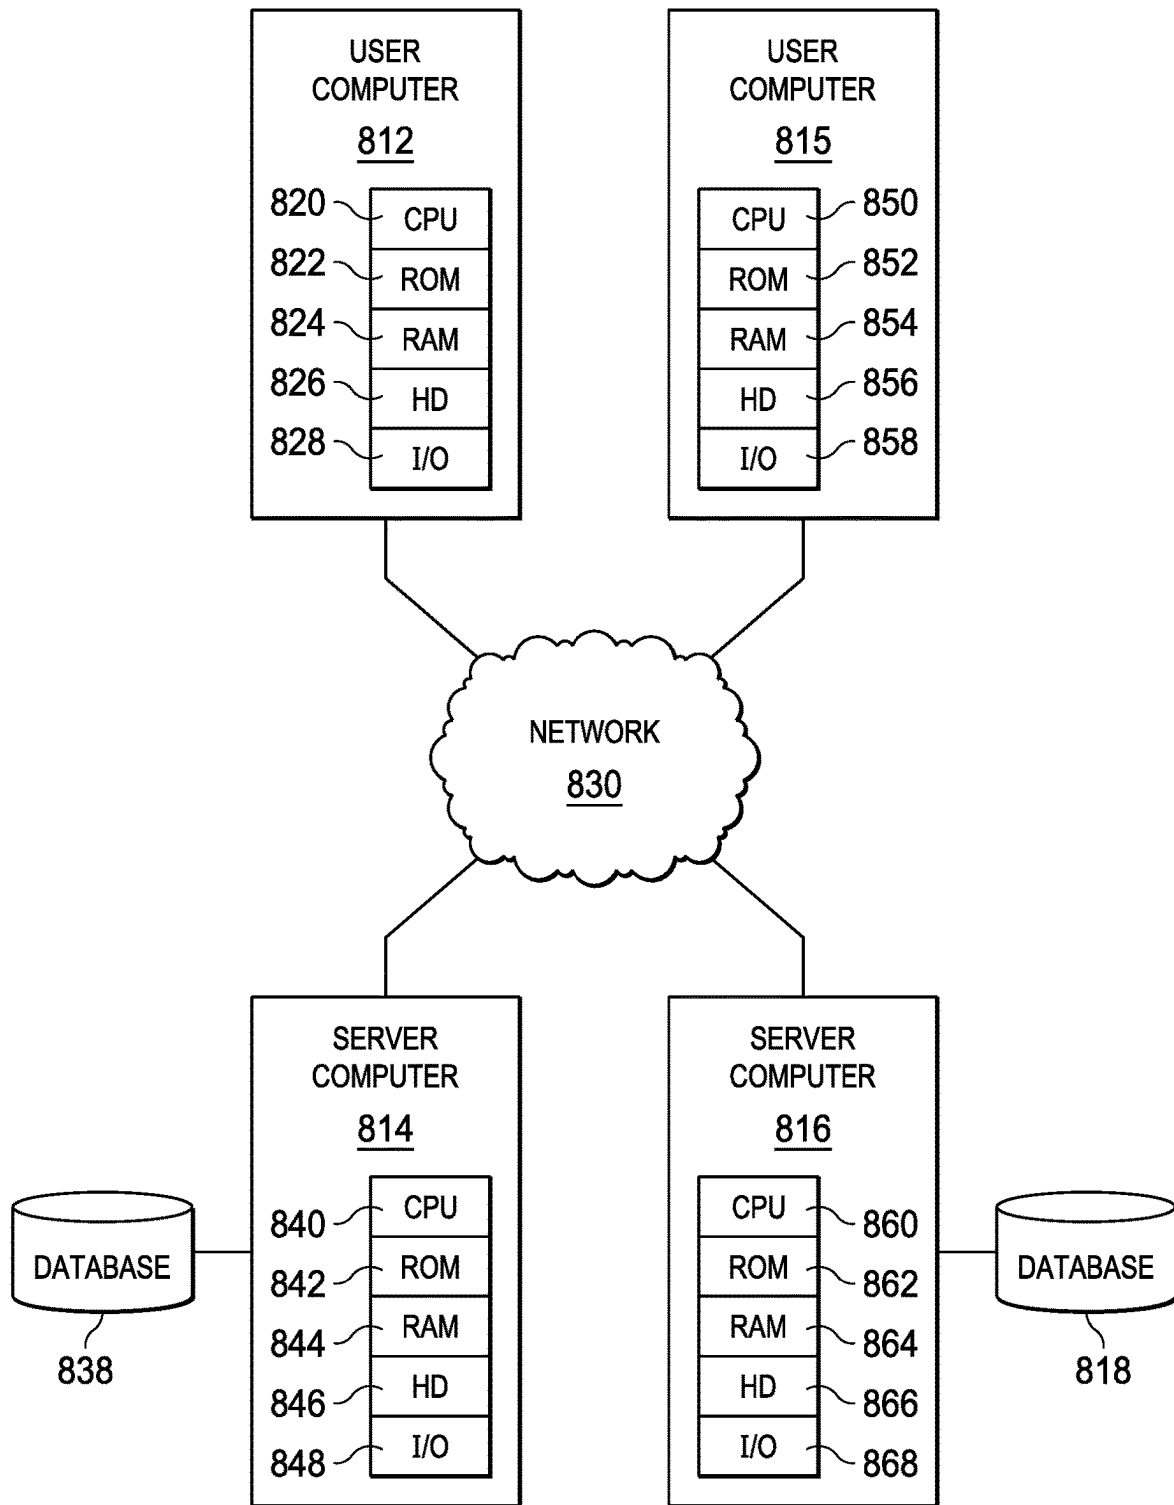 USER
COMPUTER
812
820 CPU
822 ROM
824 RAM
826 HD
828 I/O
USER
COMPUTER
815
CPU 850
ROM 852
RAM 854
HD 856
I/O 858
NETWORK
830
SERVER
COMPUTER
814
840 CPU
842 ROM
844 RAM
846 HD
848 I/O
DATABASE
838
SERVER
COMPUTER
816
CPU 860
ROM 862
RAM 864
HD 866
I/O 868
DATABASE
818